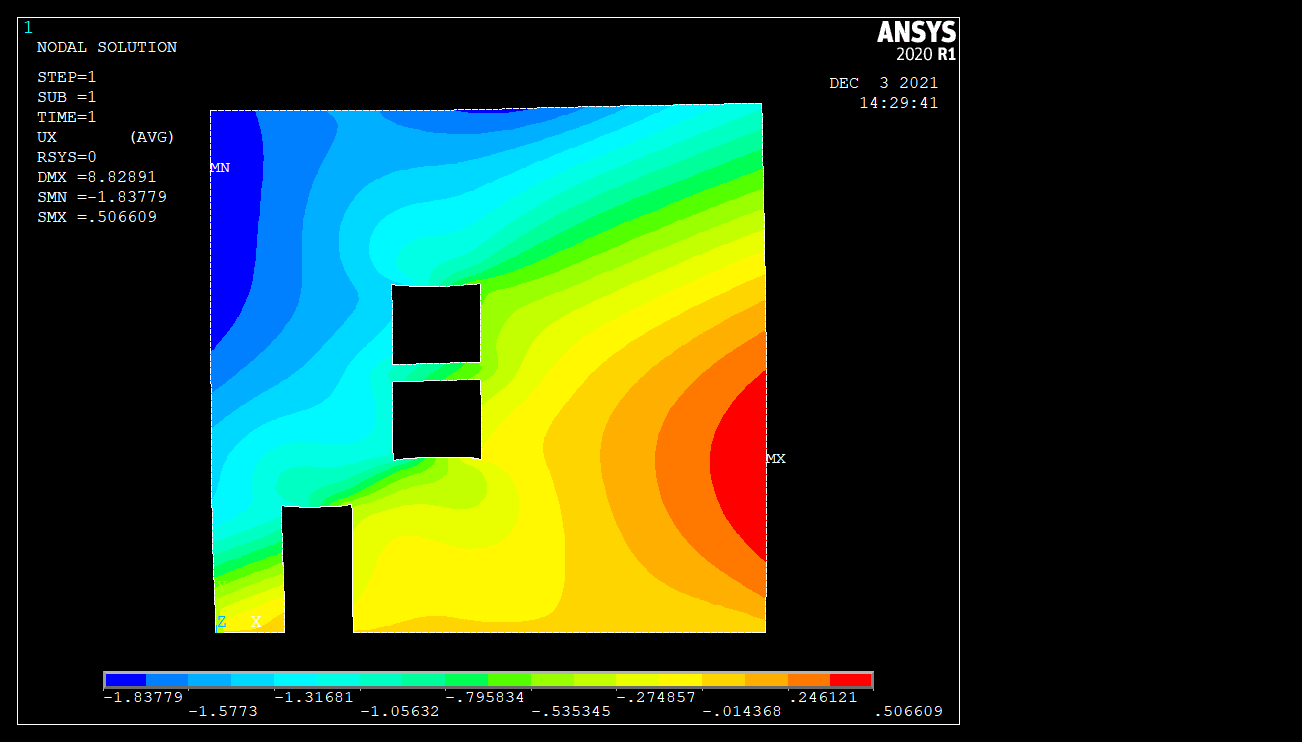 1
ANSYS
2020 R1
NODAL SOLUTION
STEP=1
SUB =1
TIME=1
UX (AVG)
RSYS=0
DMX =8.82891
SMN =-1.83779
SMX =.506609
DEC 3 2021
14:29:41
MN
MX
Z X
-1.83779 -1.31681 -.795834 -.274857 .246121
-1.5773 -1.05632 -.535345 -.014368 .506609